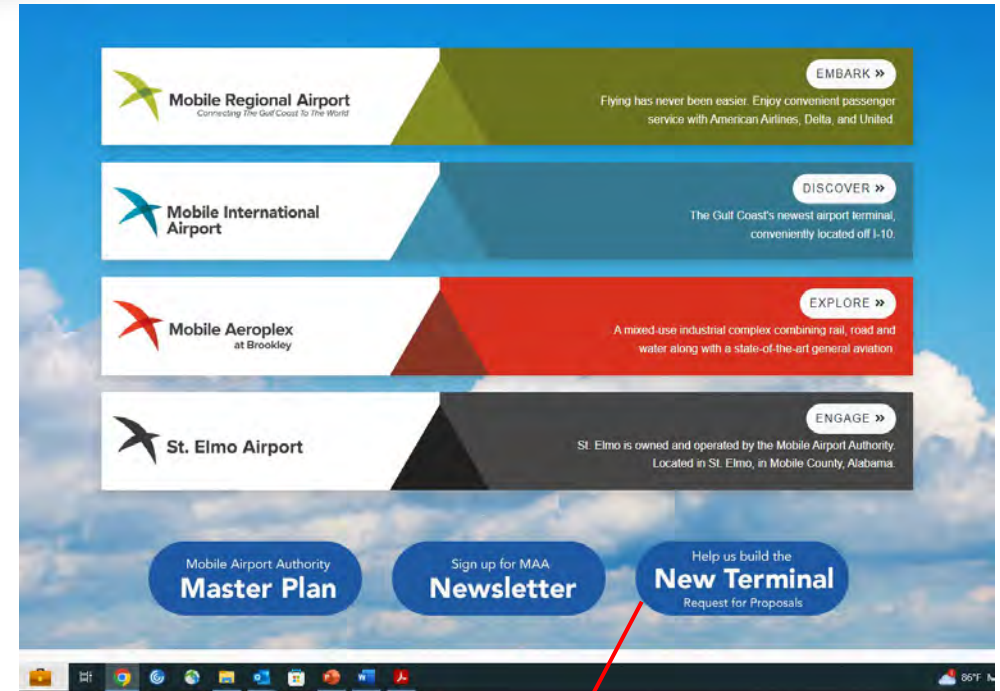 EMBARK »
Mobile Regional Airport
Connecting The Gulf Coast To The World
Flying has never been easier. Enjoy convenient passenger
service with American Airlines, Delta, and United.
DISCOVER »
Mobile International
Airport
The Gulf Coast's newest airport terminal,
conveniently located off I-10.
EXPLORE »
Mobile Aeroplex
at Brookley
A mixed-use industrial complex combining rail, road and
water along with a state-of-the-art general aviation
ENGAGE »
St. Elmo Airport
St. Elmo is owned and operated by the Mobile Airport Authority.
Located in St. Elmo, in Mobile County, Alabama.
Mobile Airport Authority
Master Plan
Sign up for MAA
Newsletter
Help us build the
New Terminal
Request for Proposals
86°F